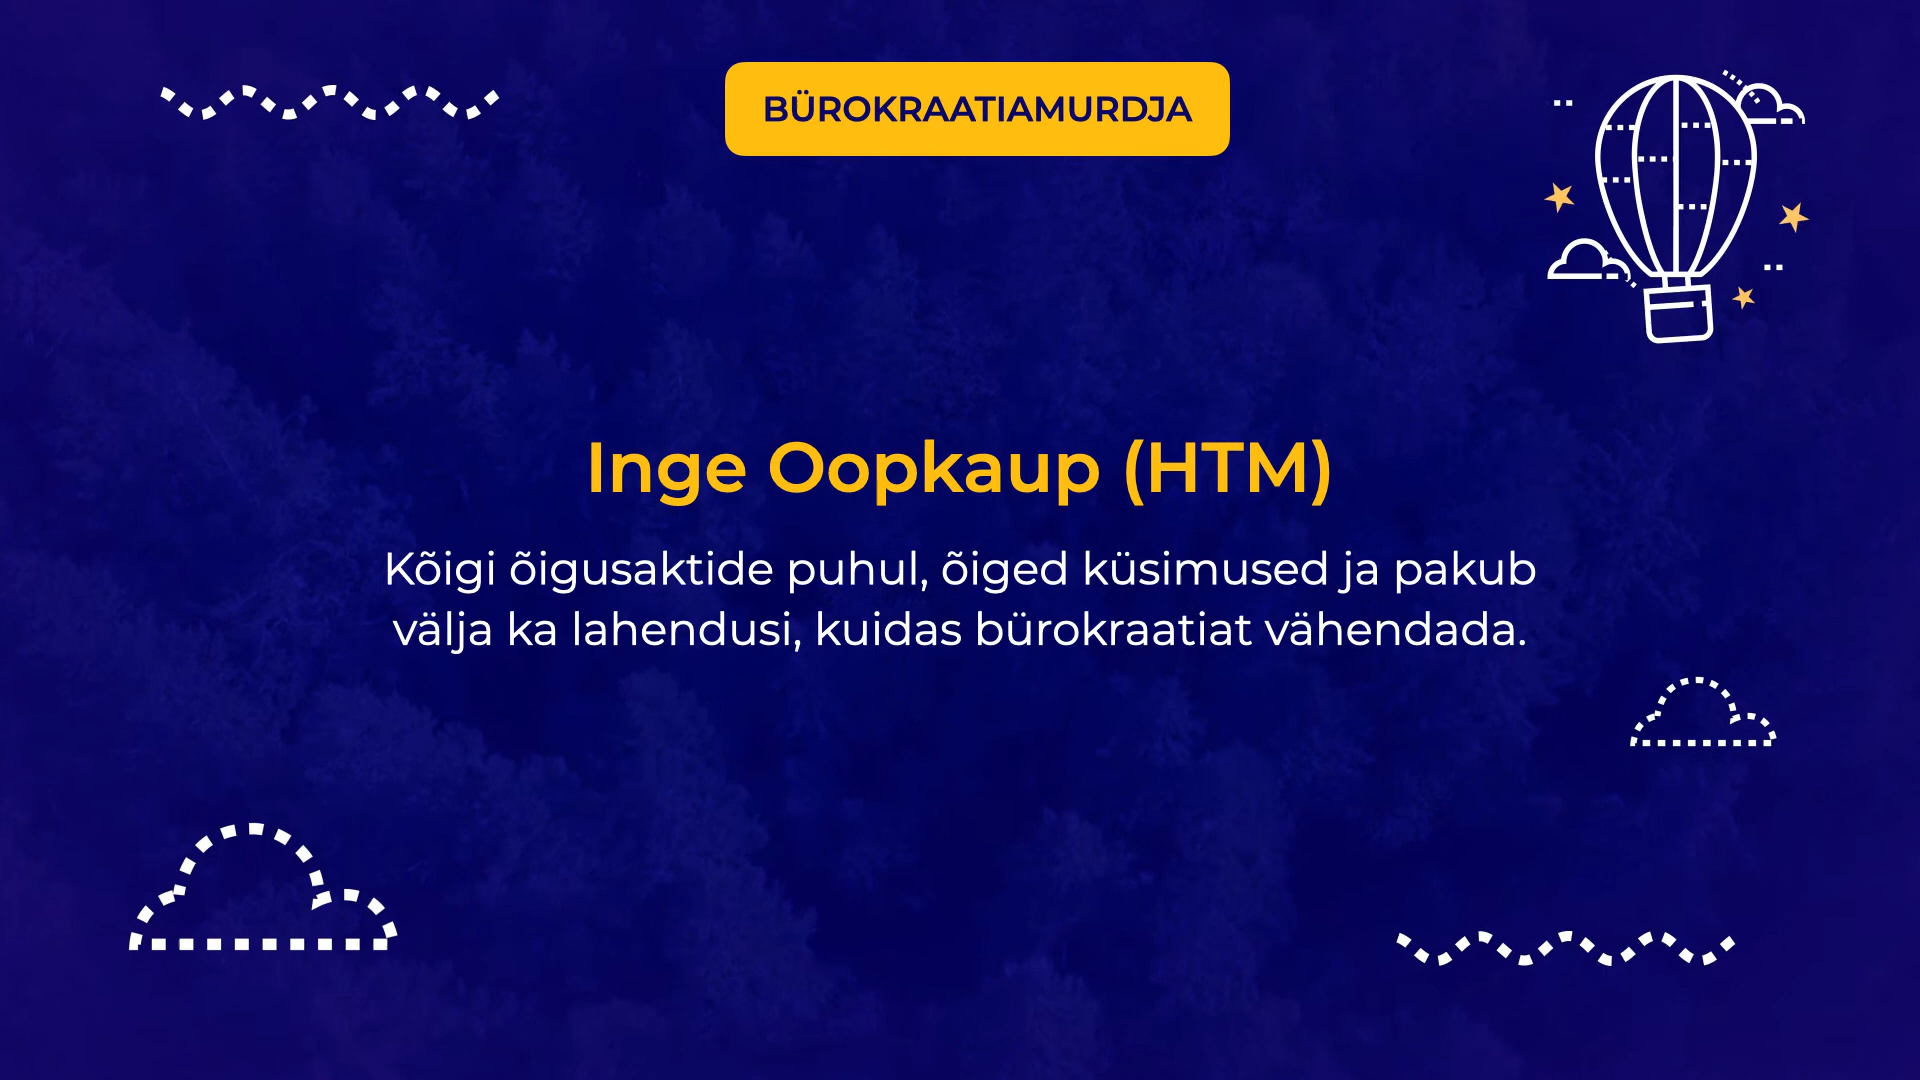 BÜROKRAATIAMURDJA
Inge Oopkaup (HTM)
Kõigi õigusaktide puhul, õiged küsimused ja pakub
välja ka lahendusi, kuidas bürokraatiat vähendada.